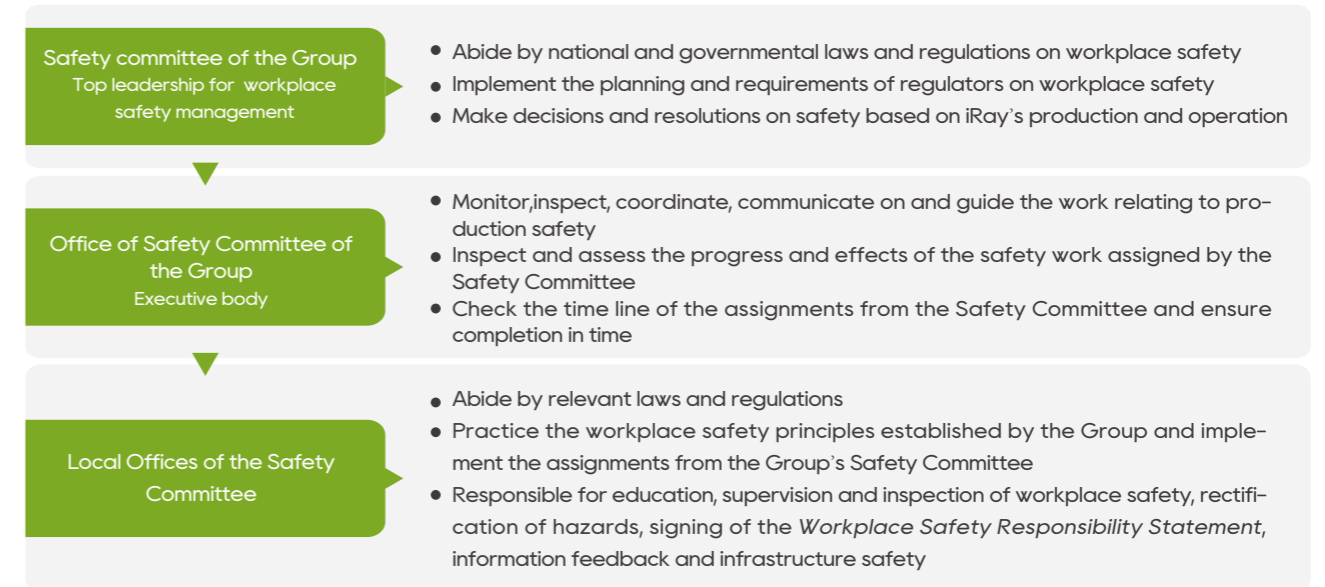 Safety committee of the Group
Top leadership for workplace
safety management
● Abide by national and governmental laws and regulations on workplace safety
● Implement the planning and requirements of regulators on workplace safety
● Make decisions and resolutions on safety based on iRay's production and operation
Office of Safety Committee of
the Group
Executive body
● Monitor,inspect, coordinate, communicate on and guide the work relating to pro-
duction safety
● Inspect and assess the progress and effects of the safety work assigned by the
Safety Committee
● Check the time line of the assignments from the Safety Committee and ensure
completion in time
Local Offices of the Safety
Committee
● Abide by relevant laws and regulations
● Practice the workplace safety principles established by the Group and imple-
ment the assignments from the Group's Safety Committee
● Responsible for education, supervision and inspection of workplace safety, rectifi-
cation of hazards, signing of the Workplace Safety Responsibility Statement,
information feedback and infrastructure safety